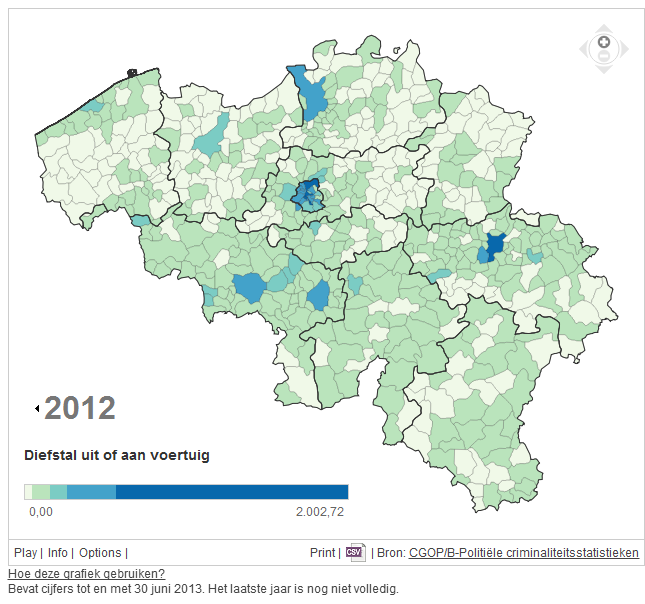 2012
Diefstal uit of aan voertuig
0,00 2.002,72
Play | Info | Options |
Print | CSV | Bron: CGOP/B-Politiële criminaliteitsstatistieken
Hoe deze grafiek gebruiken?
Bevat cijfers tot en met 30 juni 2013. Het laatste jaar is nog niet volledig.